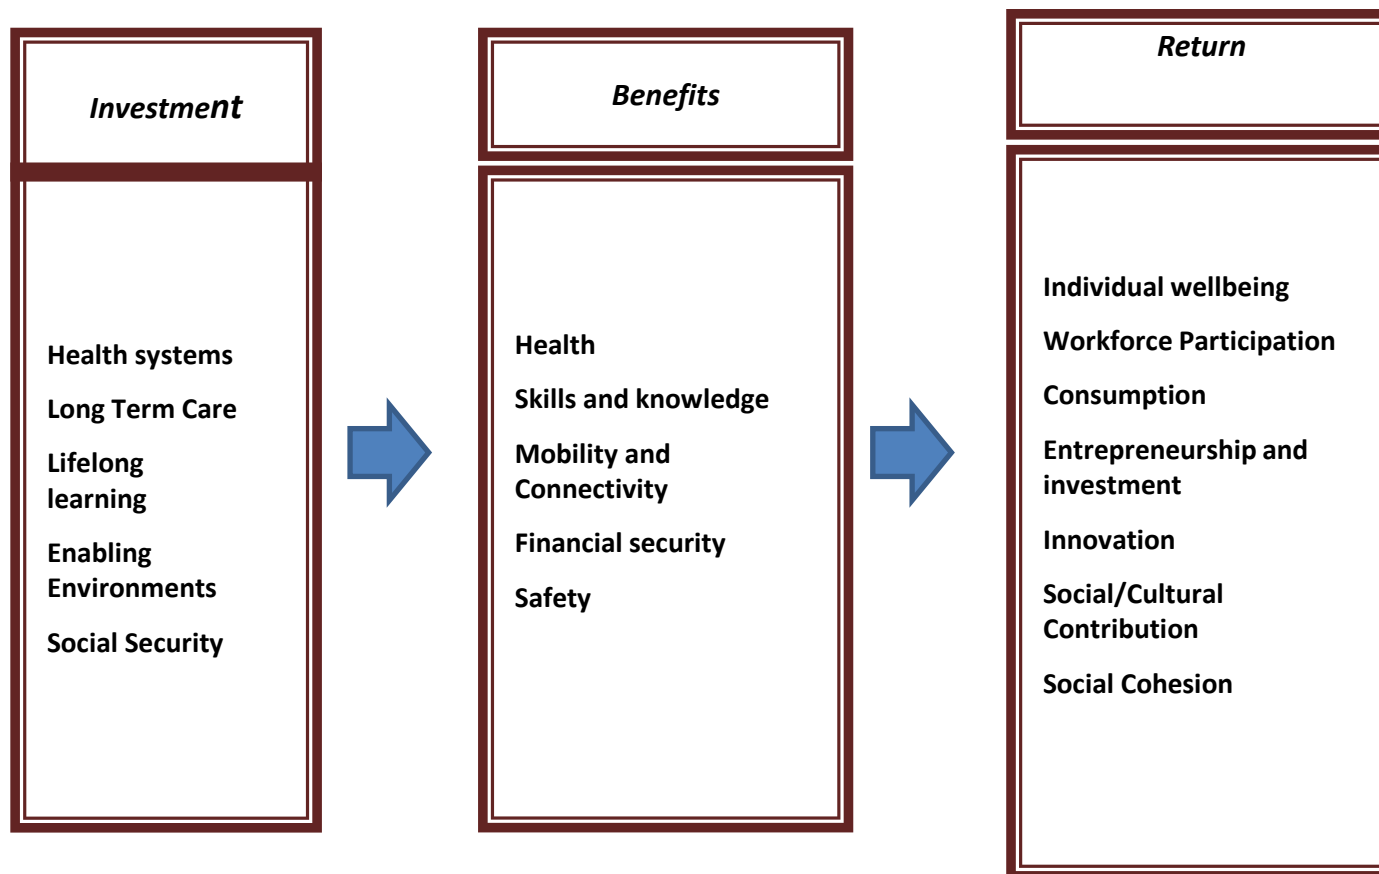 Investment
Health systems
Long Term Care
Lifelong
learning
Enabling
Environments
Social Security
Benefits
Health
Skills and knowledge
Mobility and
Connectivity
Financial security
Safety
Return
Individual wellbeing
Workforce Participation
Consumption
Entrepreneurship and
investment
Innovation
Social/Cultural
Contribution
Social Cohesion